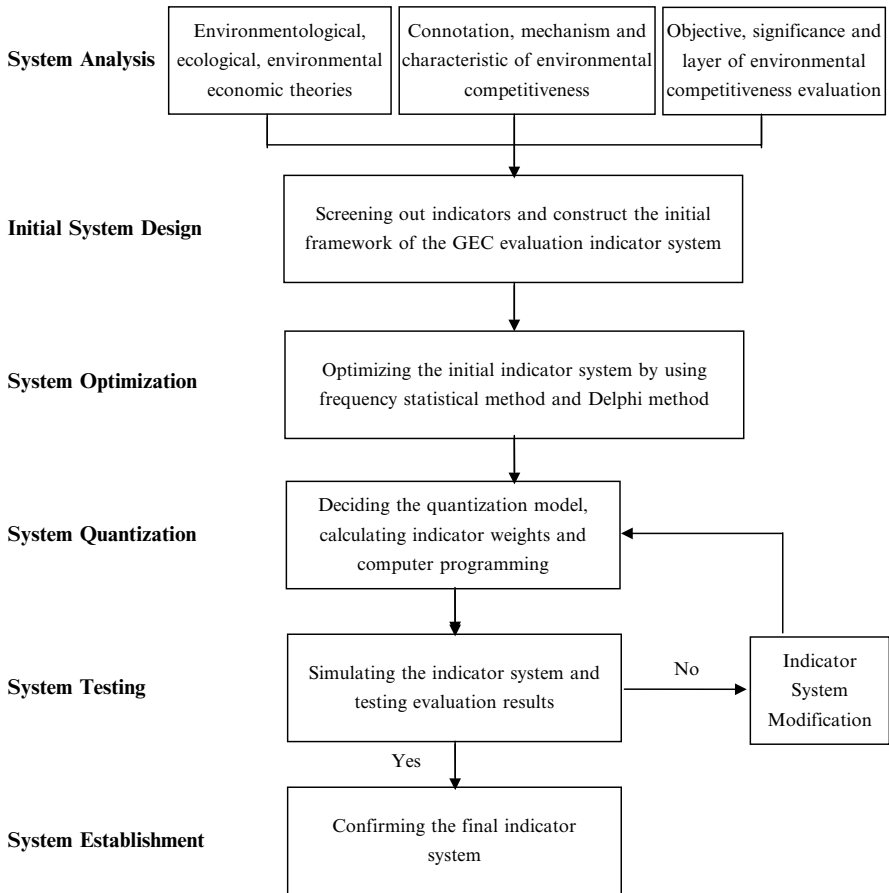 System Analysis
Environmentological,
ecological, environmental
economic theories
Connotation, mechanism and
characteristic of environmental
competitiveness
Objective, significance and
layer of environmental
competitiveness evaluation
Initial System Design
Screening out indicators and construct the initial
framework of the GEC evaluation indicator system
System Optimization
Optimizing the initial indicator system by using
frequency statistical method and Delphi method
System Quantization
Deciding the quantization model,
calculating indicator weights and
computer programming
System Testing
Simulating the indicator system and
testing evaluation results
No
Indicator
System
Modification
Yes
System Establishment
Confirming the final indicator
system